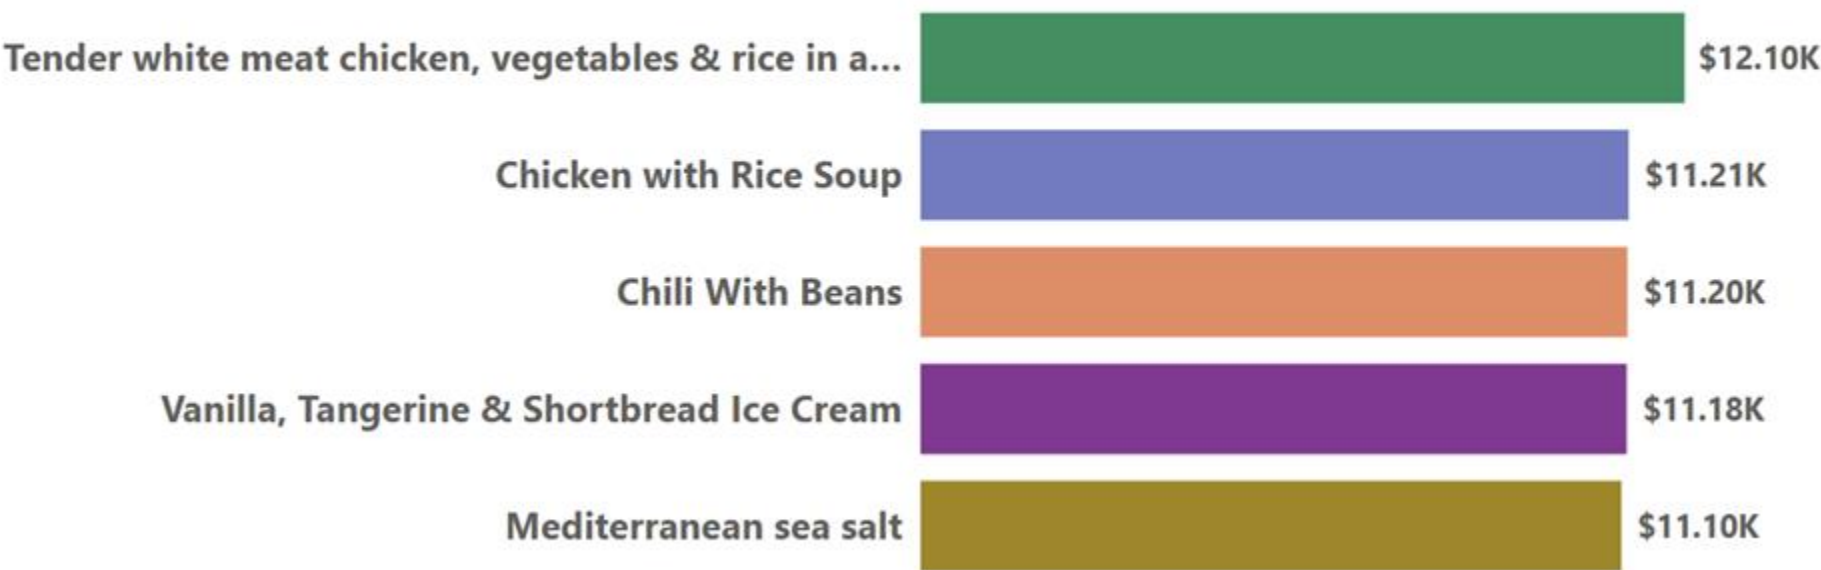 Tender white meat chicken, vegetables & rice in a... $12.10K
Chicken with Rice Soup $11.21K
Chili With Beans $11.20K
Vanilla, Tangerine & Shortbread Ice Cream $11.18K
Mediterranean sea salt $11.10K